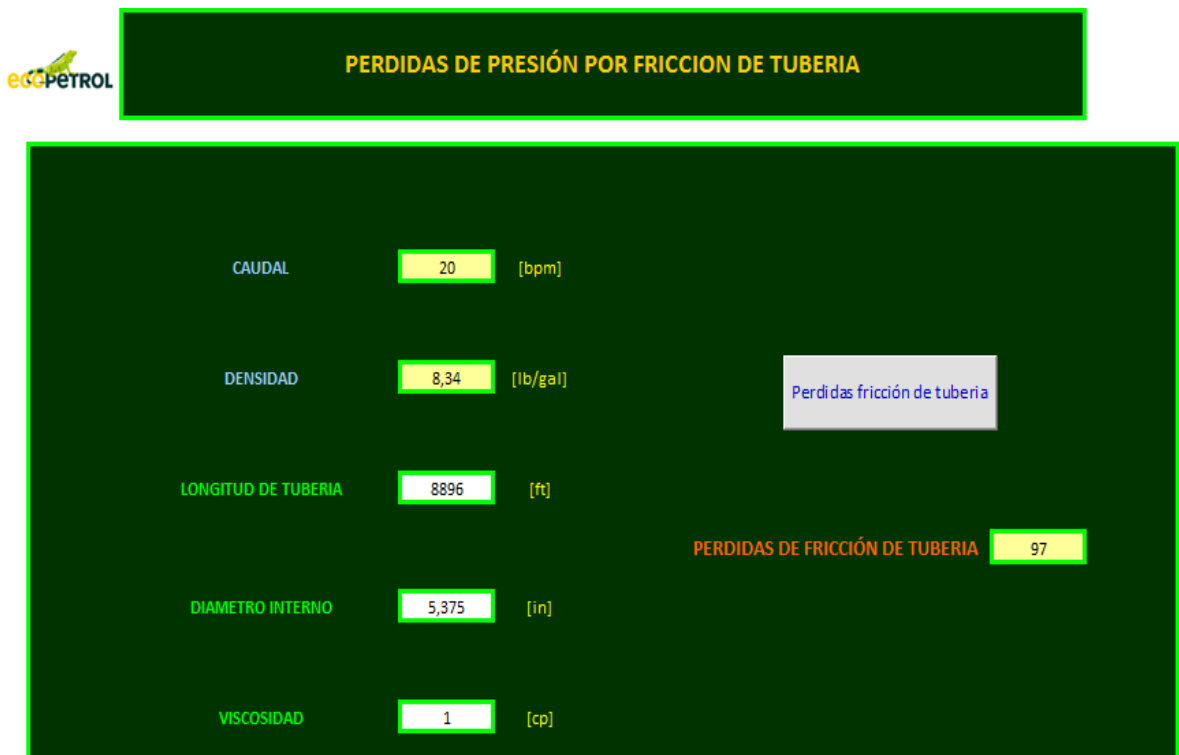 PERDIDAS DE PRESIÓN POR FRICCION DE TUBERIA
ecoPETROL
CAUDAL 20 [bpm]
DENSIDAD 8,34 [lb/gal]
Perdidas fricción de tuberia
LONGITUD DE TUBERIA 8896 [ft]
PERDIDAS DE FRICCIÓN DE TUBERIA 97
DIAMETRO INTERNO 5,375 [in]
VISCOSIDAD 1 [cp]